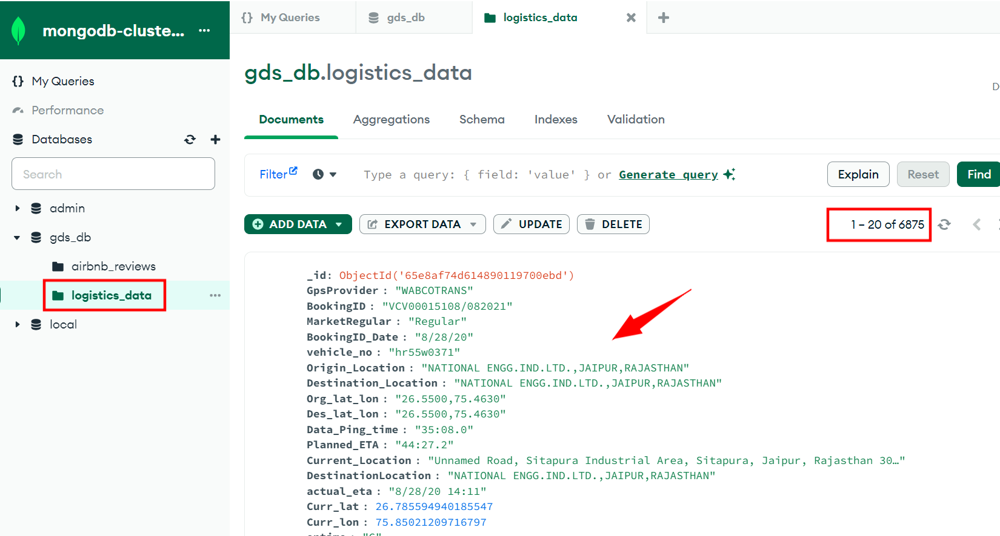 mongodb-cluste... ...
My Queries
Performance
Databases
Search
admin
gds_db
airbnb_reviews
logistics_data ...
local
{} My Queries
gds_db
logistics_data
gds_db.logistics_data
D
Documents Aggregations Schema Indexes Validation
Filter Type a query: { field: 'value' } or Generate query Explain Reset Find
ADD DATA EXPORT DATA UPDATE DELETE 1 – 20 of 6875
_id: ObjectId('65e8af74d614890119700ebd')
GpsProvider : "WABCOTRANS"
BookingID : "VCV00015108/082021"
MarketRegular : "Regular"
BookingID_Date : "8/28/20"
vehicle_no : "hr55w0371"
Origin_Location : "NATIONAL ENGG.IND.LTD.,JAIPUR,RAJASTHAN"
Destination_Location : "NATIONAL ENGG.IND.LTD.,JAIPUR,RAJASTHAN"
Org_lat_lon : "26.5500,75.4630"
Des_lat_lon : "26.5500,75.4630"
Data_Ping_time : "35:08.0"
Planned_ETA : "44:27.2"
Current_Location : "Unnamed Road, Sitapura Industrial Area, Sitapura, Jaipur, Rajasthan 30…"
DestinationLocation : "NATIONAL ENGG.IND.LTD.,JAIPUR,RAJASTHAN"
actual_eta : "8/28/20 14:11"
Curr_lat : 26.785594940185547
Curr_lon : 75.85021209716797